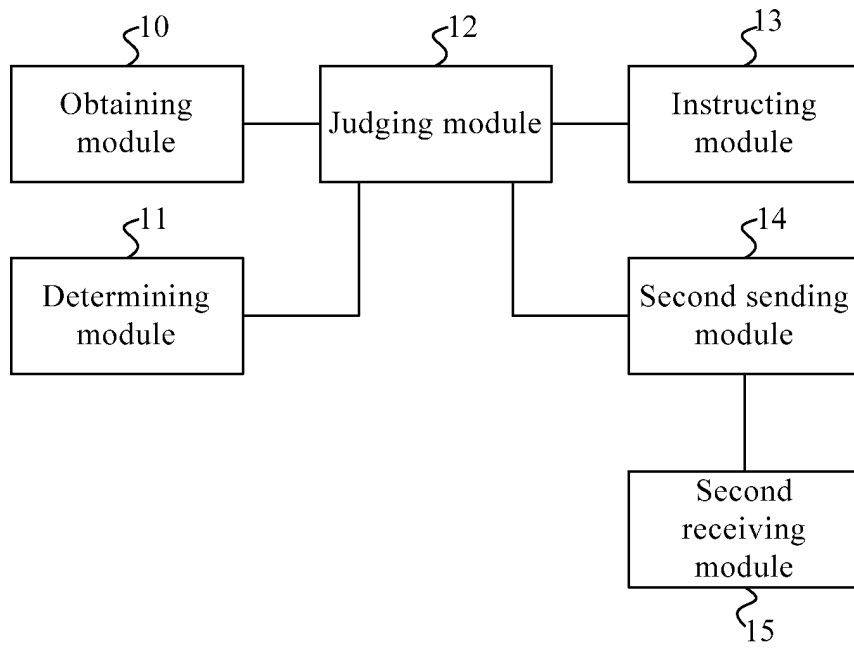 10
12
13
Obtaining
module
Judging module
Instructing
module
11
14
Determining
module
Second sending
module
Second
receiving
module
15